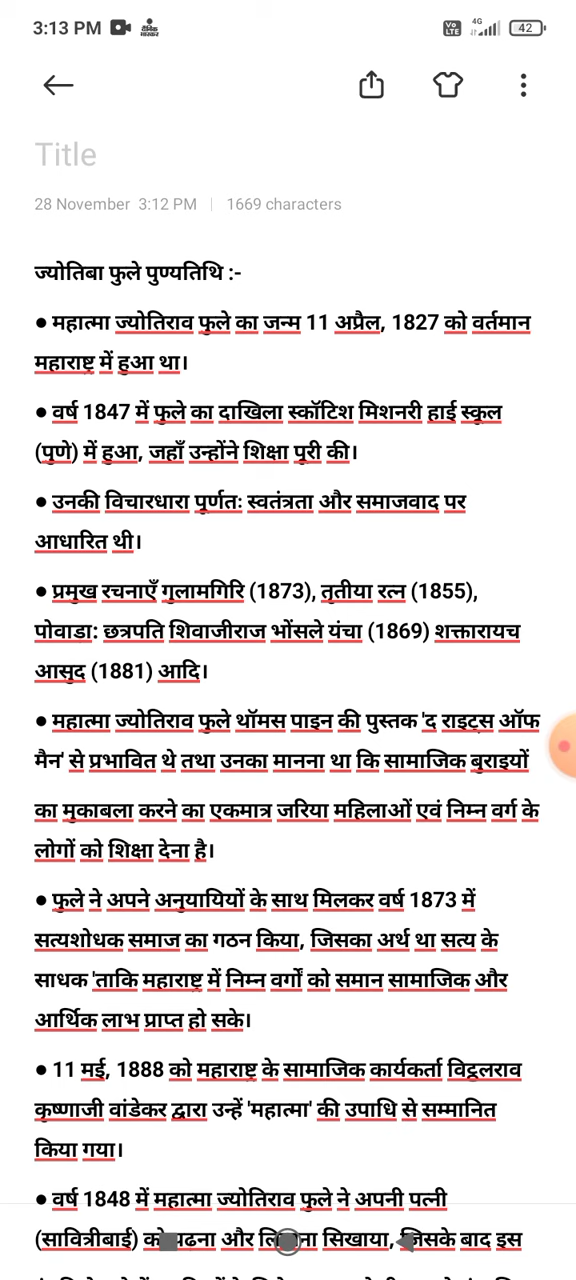 3:13 PM
4G
42
Title
28 November 3:12 PM | 1669 characters
ज्योतिबा फुले पुण्यतिथि :-
● महात्मा ज्योतिराव फुले का जन्म 11 अप्रैल, 1827 को वर्तमान
महाराष्ट्र में हुआ था।
● वर्ष 1847 में फुले का दाखिला स्कॉटिश मिशनरी हाई स्कूल
(पुणे) में हुआ, जहाँ उन्होंने शिक्षा पूरी की।
● उनकी विचारधारा पूर्णतः स्वतंत्रता और समाजवाद पर
आधारित थी।
● प्रमुख रचनाएँ गुलामगिरि (1873), तृतीया रत्न (1855),
पोवाडा: छत्रपति शिवाजीराज भोंसले यंचा (1869) शक्तारायच
आसुद (1881) आदि।
● महात्मा ज्योतिराव फुले थॉमस पाइन की पुस्तक 'द राइट्स ऑफ
मैन' से प्रभावित थे तथा उनका मानना था कि सामाजिक बुराइयों
का मुकाबला करने का एकमात्र जरिया महिलाओं एवं निम्न वर्ग के
लोगों को शिक्षा देना है।
● फुले ने अपने अनुयायियों के साथ मिलकर वर्ष 1873 में
सत्यशोधक समाज का गठन किया, जिसका अर्थ था सत्य के
साधक 'ताकि महाराष्ट्र में निम्न वर्गों को समान सामाजिक और
आर्थिक लाभ प्राप्त हो सके।
● 11 मई, 1888 को महाराष्ट्र के सामाजिक कार्यकर्ता विट्ठलराव
कृष्णाजी वांडेकर द्वारा उन्हें 'महात्मा' की उपाधि से सम्मानित
किया गया।
● वर्ष 1848 में महात्मा ज्योतिराव फुले ने अपनी पत्नी
(सावित्रीबाई) को पढना और सिखाया, जिसके बाद इस